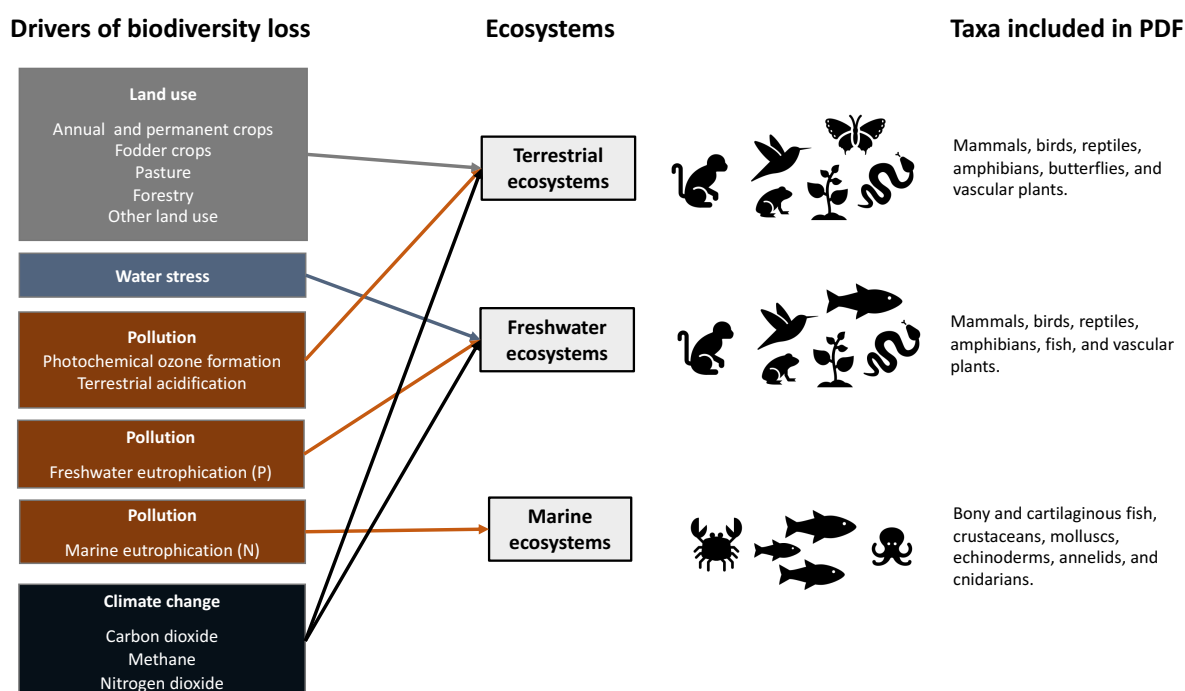 Drivers of biodiversity loss
Ecosystems
Taxa included in PDF
Land use
Annual and permanent crops
Fodder crops
Pasture
Forestry
Other land use
Water stress
Pollution
Photochemical ozone formation
Terrestrial acidification
Pollution
Freshwater eutrophication (P)
Pollution
Marine eutrophication (N)
Climate change
Carbon dioxide
Methane
Nitrogen dioxide
Terrestrial
ecosystems
Freshwater
ecosystems
Marine
ecosystems
Mammals, birds, reptiles,
amphibians, butterflies, and
vascular plants.
Mammals, birds, reptiles,
amphibians, fish, and vascular
plants.
Bony and cartilaginous fish,
crustaceans, molluscs,
echinoderms, annelids, and
cnidarians.